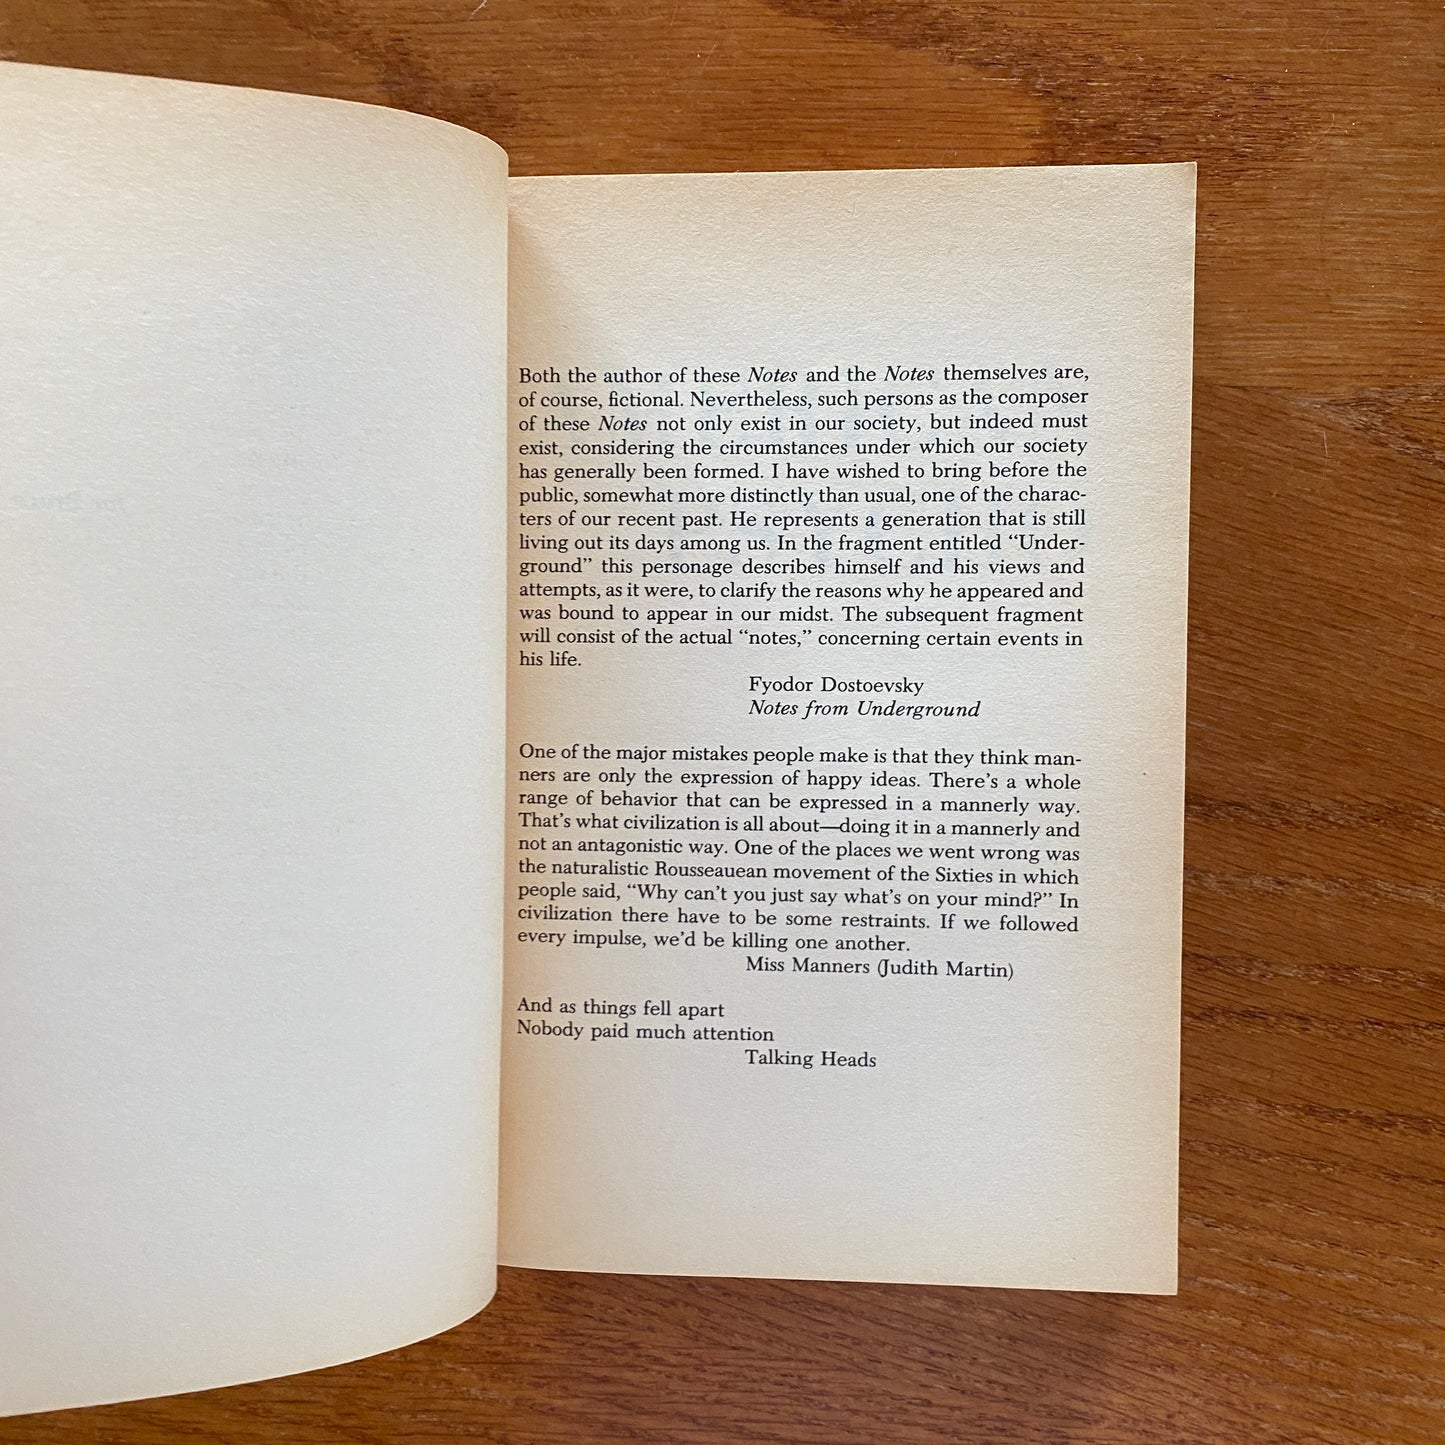 Both the author of these Notes and the Notes themselves are,
of course, fictional. Nevertheless, such persons as the composer
of these Notes not only exist in our society, but indeed must
exist, considering the circumstances under which our society
has generally been formed. I have wished to bring before the
public, somewhat more distinctly than usual, one of the charac-
ters of our recent past. He represents a generation that is still
living out its days among us. In the fragment entitled “Under-
ground” this personage describes himself and his views and
attempts, as it were, to clarify the reasons why he appeared and
was bound to appear in our midst. The subsequent fragment
will consist of the actual “notes,” concerning certain events in
his life.
Fyodor Dostoevsky
Notes from Underground
One of the major mistakes people make is that they think man-
ners are only the expression of happy ideas. There’s a whole
range of behavior that can be expressed in a mannerly way.
That’s what civilization is all about—doing it in a mannerly and
not an antagonistic way. One of the places we went wrong was
the naturalistic Rousseauean movement of the Sixties in which
people said, “Why can’t you just say what’s on your mind?” In
civilization there have to be some restraints. If we followed
every impulse, we’d be killing one another.
Miss Manners (Judith Martin)
And as things fell apart
Nobody paid much attention
Talking Heads